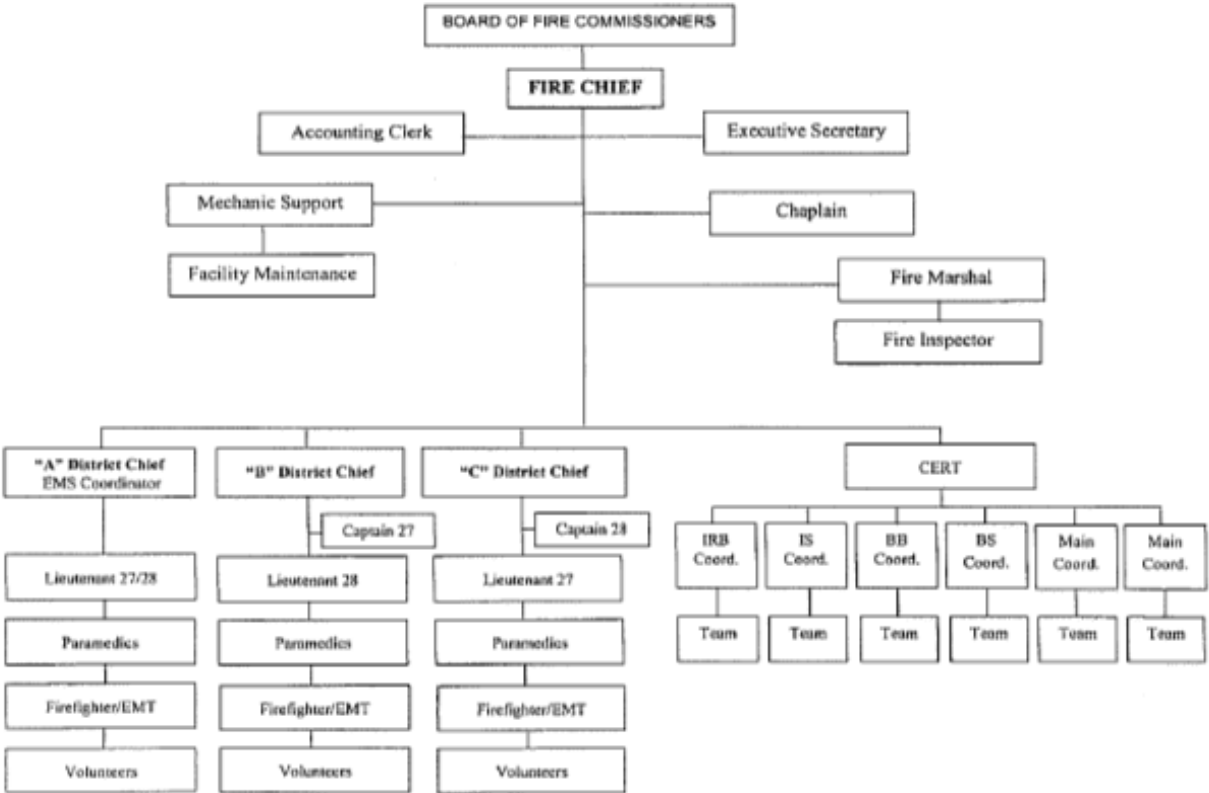 BOARD OF FIRE COMMISSIONERS
FIRE CHIEF
Accounting Clerk
Executive Secretary
Mechanic Support
Chaplain
Facility Maintenance
Fire Marshal
Fire Inspector
"A" District Chief
EMS Coordinator
"B" District Chief
"C" District Chief
CERT
Captain 27
Captain 28
IRB
Coord.
IS
Coord.
BB
Coord.
BS
Coord.
Main
Coord.
Main
Coord.
Lieutenant 27/28
Lieutenant 28
Lieutenant 27
Team
Team
Team
Team
Team
Team
Paramedics
Paramedics
Paramedics
Firefighter/EMT
Firefighter/EMT
Firefighter/EMT
Volunteers
Volunteers
Volunteers